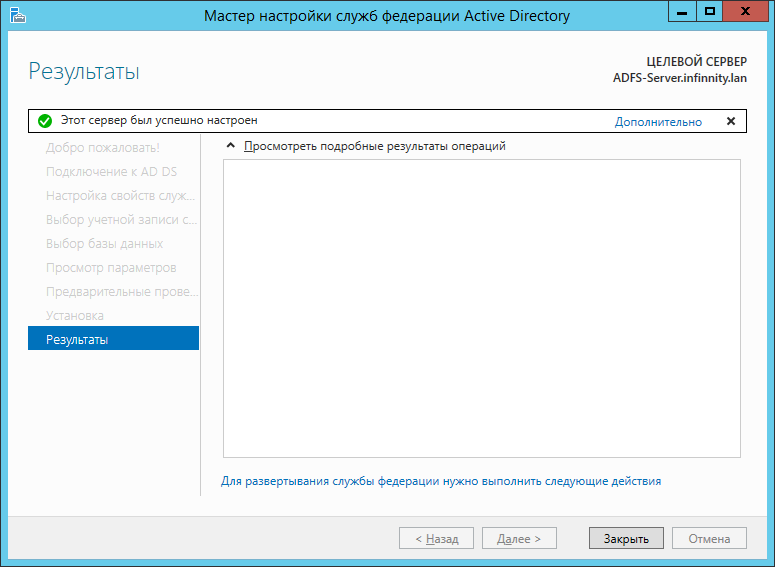 Мастер настройки служб федерации Active Directory
Результаты
ЦЕЛЕВОЙ СЕРВЕР
ADFS-Server.infinnity.lan
Этот сервер был успешно настроен
Дополнительно
Добро пожаловать!
Подключение к AD DS
Настройка свойств служ...
Выбор учетной записи с...
Выбор базы данных
Просмотр параметров
Предварительные прове...
Установка
Результаты
Просмотреть подробные результаты операций
Для развертывания службы федерации нужно выполнить следующие действия
< Назад
Далее >
Закрыть
Отмена